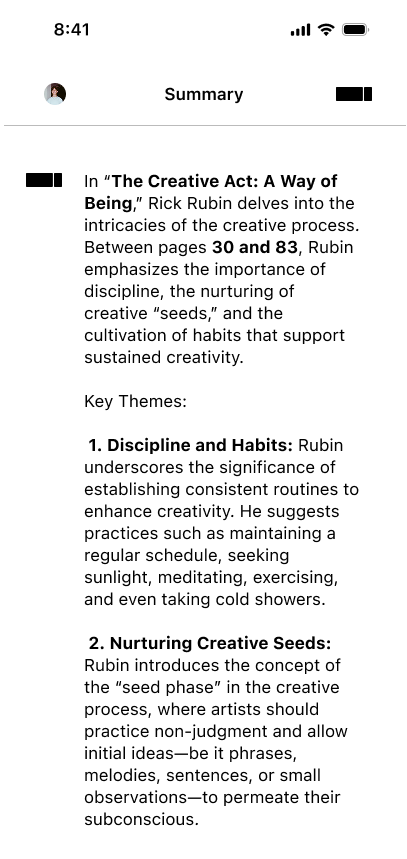 8:41
Summary
In “The Creative Act: A Way of
Being,” Rick Rubin delves into the
intricacies of the creative process.
Between pages 30 and 83, Rubin
emphasizes the importance of
discipline, the nurturing of
creative “seeds,” and the
cultivation of habits that support
sustained creativity.
Key Themes:
1. Discipline and Habits: Rubin
underscores the significance of
establishing consistent routines to
enhance creativity. He suggests
practices such as maintaining a
regular schedule, seeking
sunlight, meditating, exercising,
and even taking cold showers.
2. Nurturing Creative Seeds:
Rubin introduces the concept of
the “seed phase” in the creative
process, where artists should
practice non-judgment and allow
initial ideas—be it phrases,
melodies, sentences, or small
observations—to permeate their
subconscious.